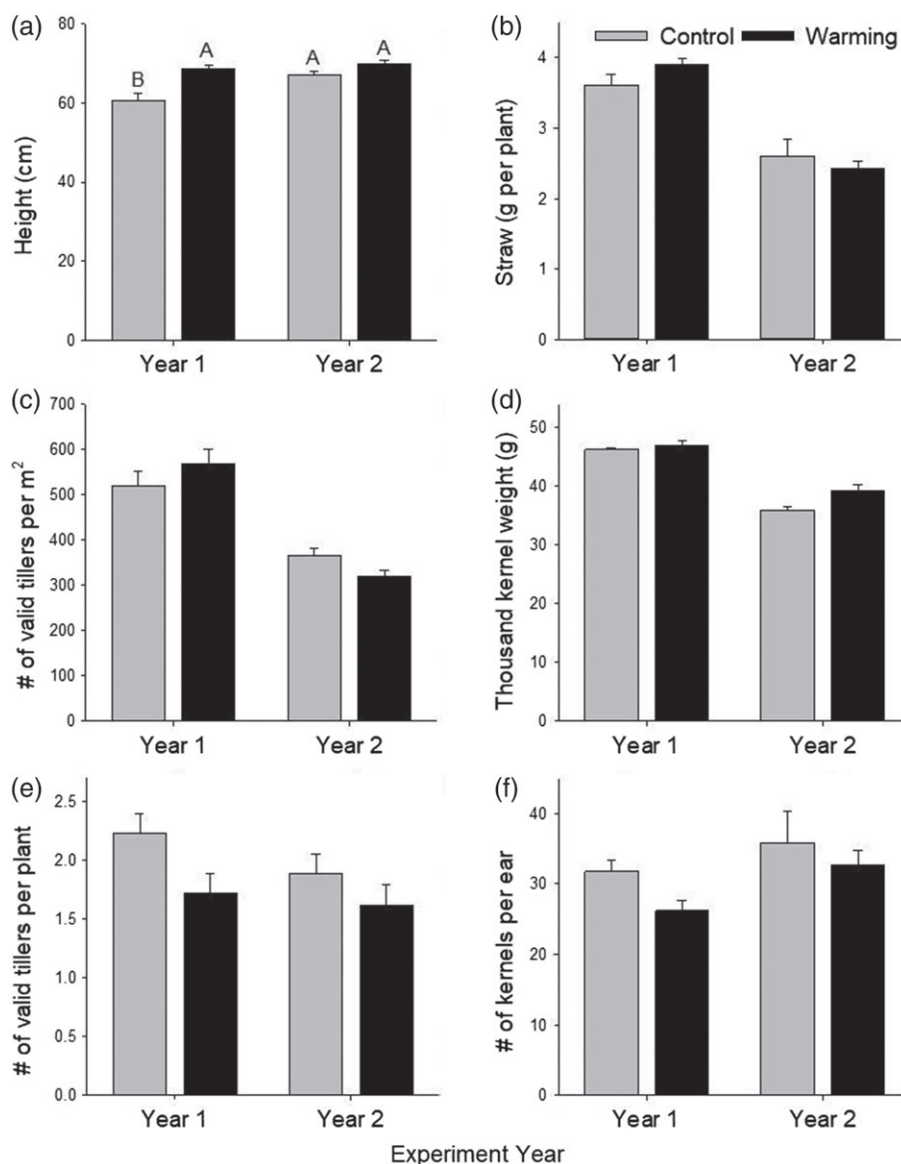 (a)
Height (cm)
80
60
40
20
0
B
A
A
A
Year 1
Year 2
(b)
Straw (g per plant)
4
3
2
1
0
Control
Warming
Year 1
Year 2
(c)
# of valid tillers per m²
700
600
500
400
300
200
100
0
Year 1
Year 2
(d)
Thousand kernel weight (g)
50
40
30
20
10
0
Year 1
Year 2
(e)
# of valid tillers per plant
2.5
2.0
1.5
1.0
0.5
0.0
Year 1
Year 2
(f)
# of kernels per ear
40
30
20
10
0
Year 1
Year 2
Experiment Year